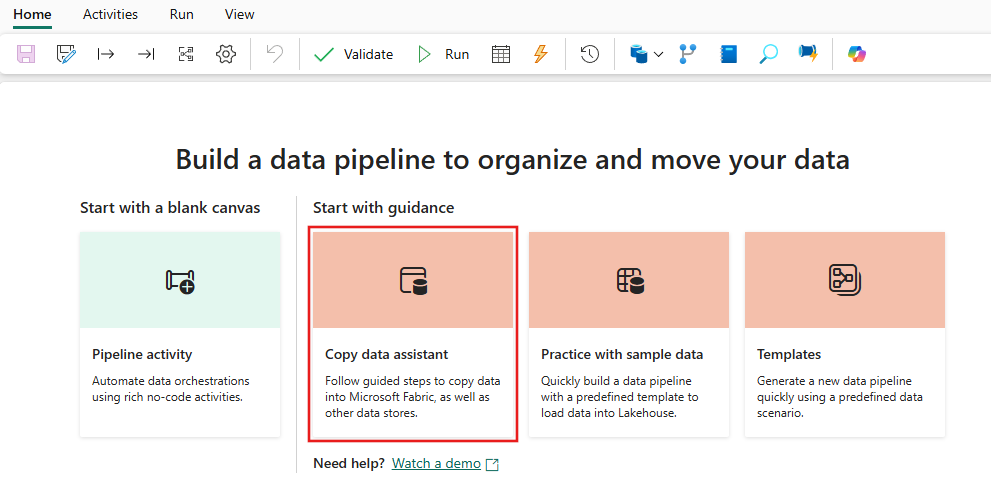 Home Activities Run View
Validate Run
Build a data pipeline to organize and move your data
Start with a blank canvas
Pipeline activity
Automate data orchestrations
using rich no-code activities.
Start with guidance
Copy data assistant
Follow guided steps to copy data
into Microsoft Fabric, as well as
other data stores.
Practice with sample data
Quickly build a data pipeline
with a predefined template to
load data into Lakehouse.
Templates
Generate a new data pipeline
quickly using a predefined data
scenario.
Need help? Watch a demo